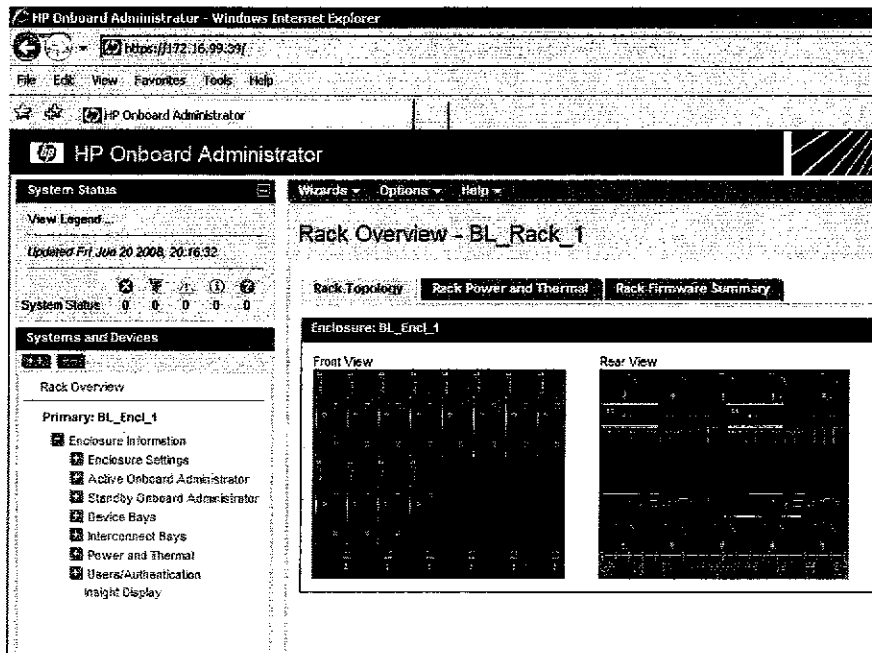 HP Onboard Administrator - Windows Internet Explorer
https://172.16.99.39/
File Edit View Favorites Tools Help
HP Onboard Administrator
hp HP Onboard Administrator
System Status
Wizards Options Help
View Legend...
Rack Overview - BL_Rack_1
Updated Fri Jun 20 2008, 20:16:32
System Status 0 0 0 0 0
Rack Topology Rack Power and Thermal Rack Firmware Summary
Systems and Devices
Enclosure: BL_Encl_1
Front View Rear View
Rack Overview
Primary: BL_Encl_1
Enclosure Information
Enclosure Settings
Active Onboard Administrator
Standby Onboard Administrator
Device Bays
Interconnect Bays
Power and Thermal
Users/Authentication
Insight Display